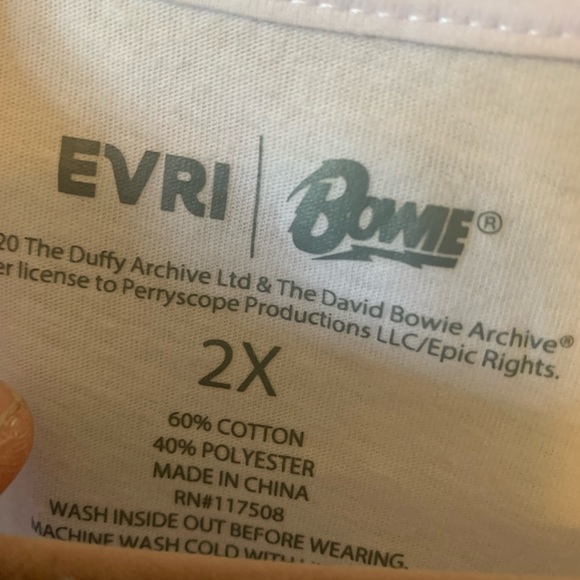 EVRI | BOWIE®
20 The Duffy Archive Ltd & The David Bowie Archive®
er license to Perryscope Productions LLC/Epic Rights.
2X
60% COTTON
40% POLYESTER
MADE IN CHINA
RN#117508
WASH INSIDE OUT BEFORE WEARING.
MACHINE WASH COLD WITH